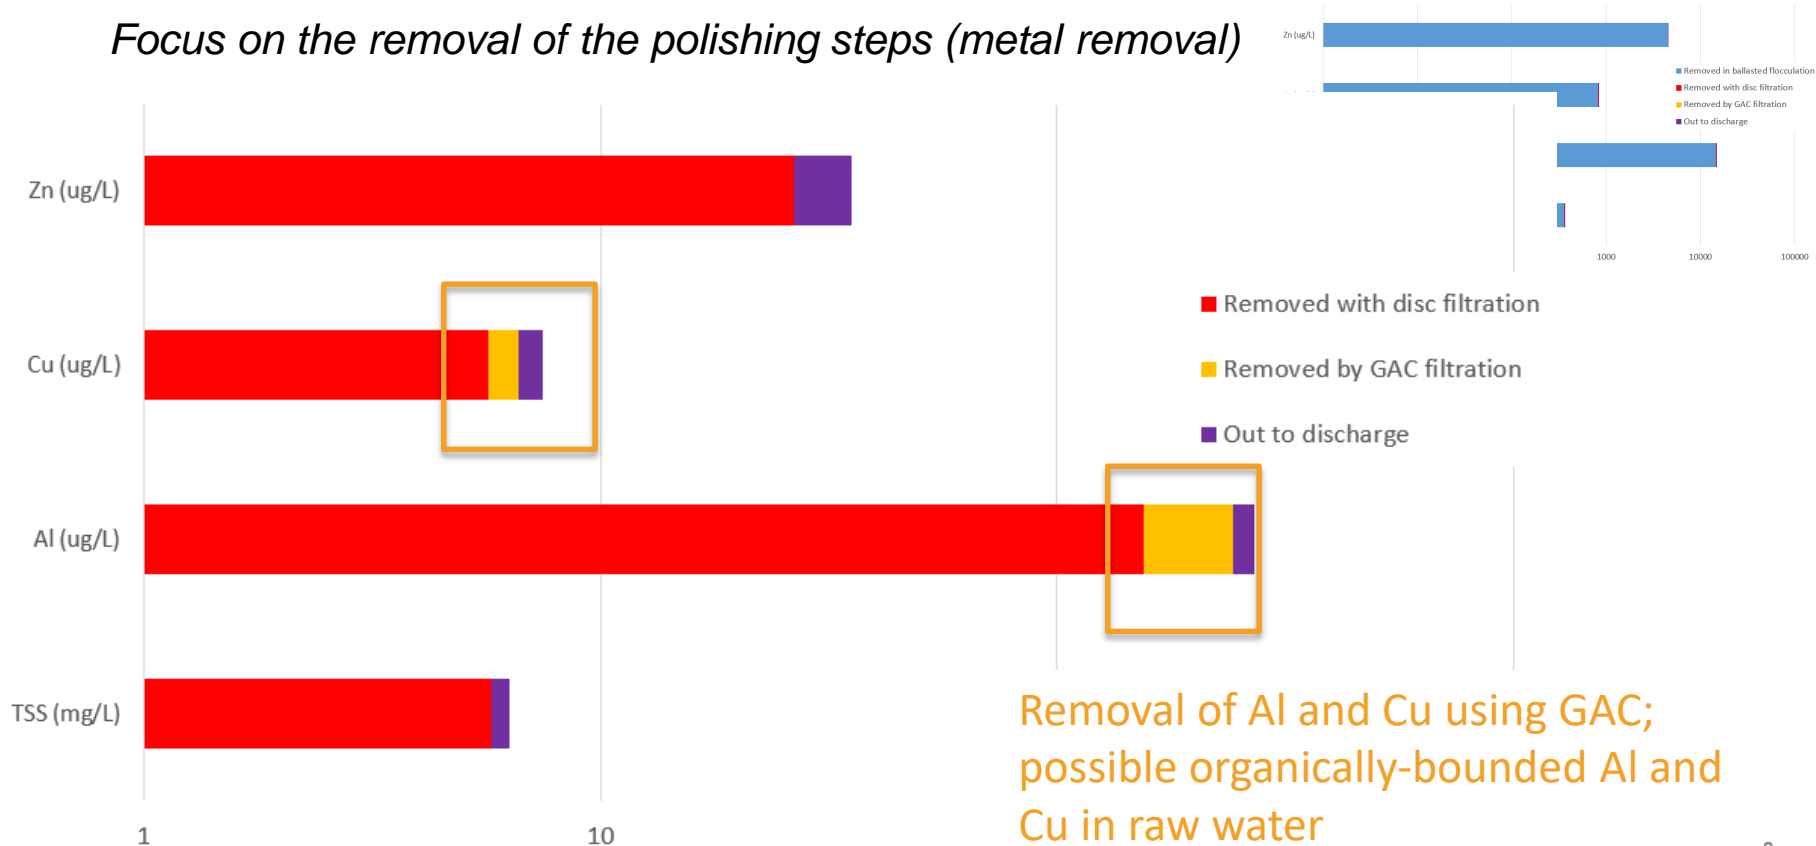 Focus on the removal of the polishing steps (metal removal)
Zn (ug/L)
Removed in ballasted flocculation
Removed with disc filtration
Removed by GAC filtration
Out to discharge
1000
10000
100000
Zn (ug/L)
Cu (ug/L)
Al (ug/L)
TSS (mg/L)
1
10
Removed with disc filtration
Removed by GAC filtration
Out to discharge
Removal of Al and Cu using GAC;
possible organically-bounded Al and
Cu in raw water